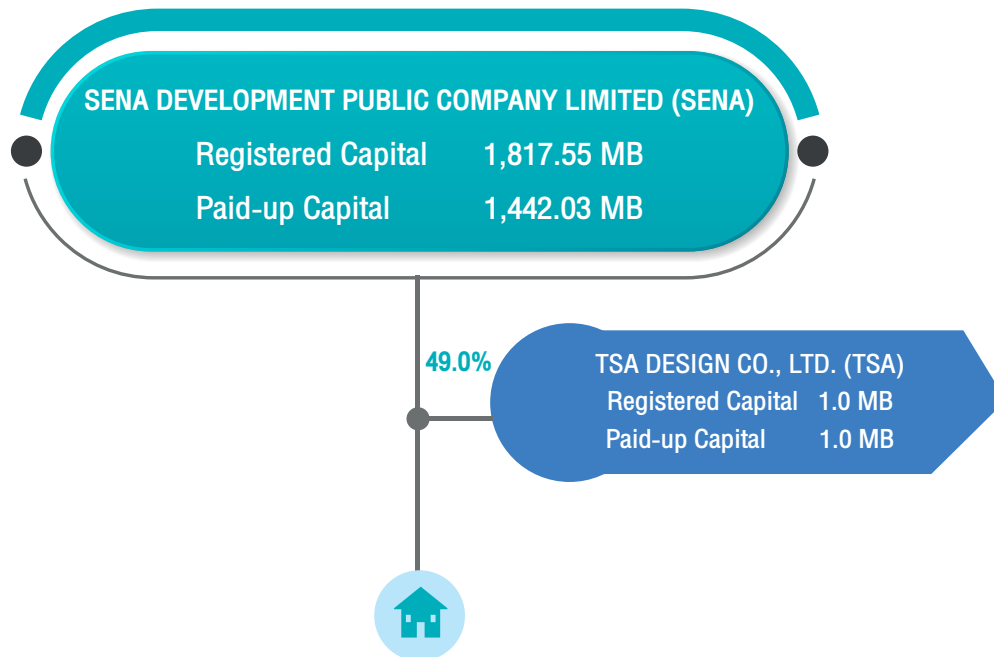 SENA DEVELOPMENT PUBLIC COMPANY LIMITED (SENA)
Registered Capital 1,817.55 MB
Paid-up Capital 1,442.03 MB
49.0%
TSA DESIGN CO., LTD. (TSA)
Registered Capital 1.0 MB
Paid-up Capital 1.0 MB